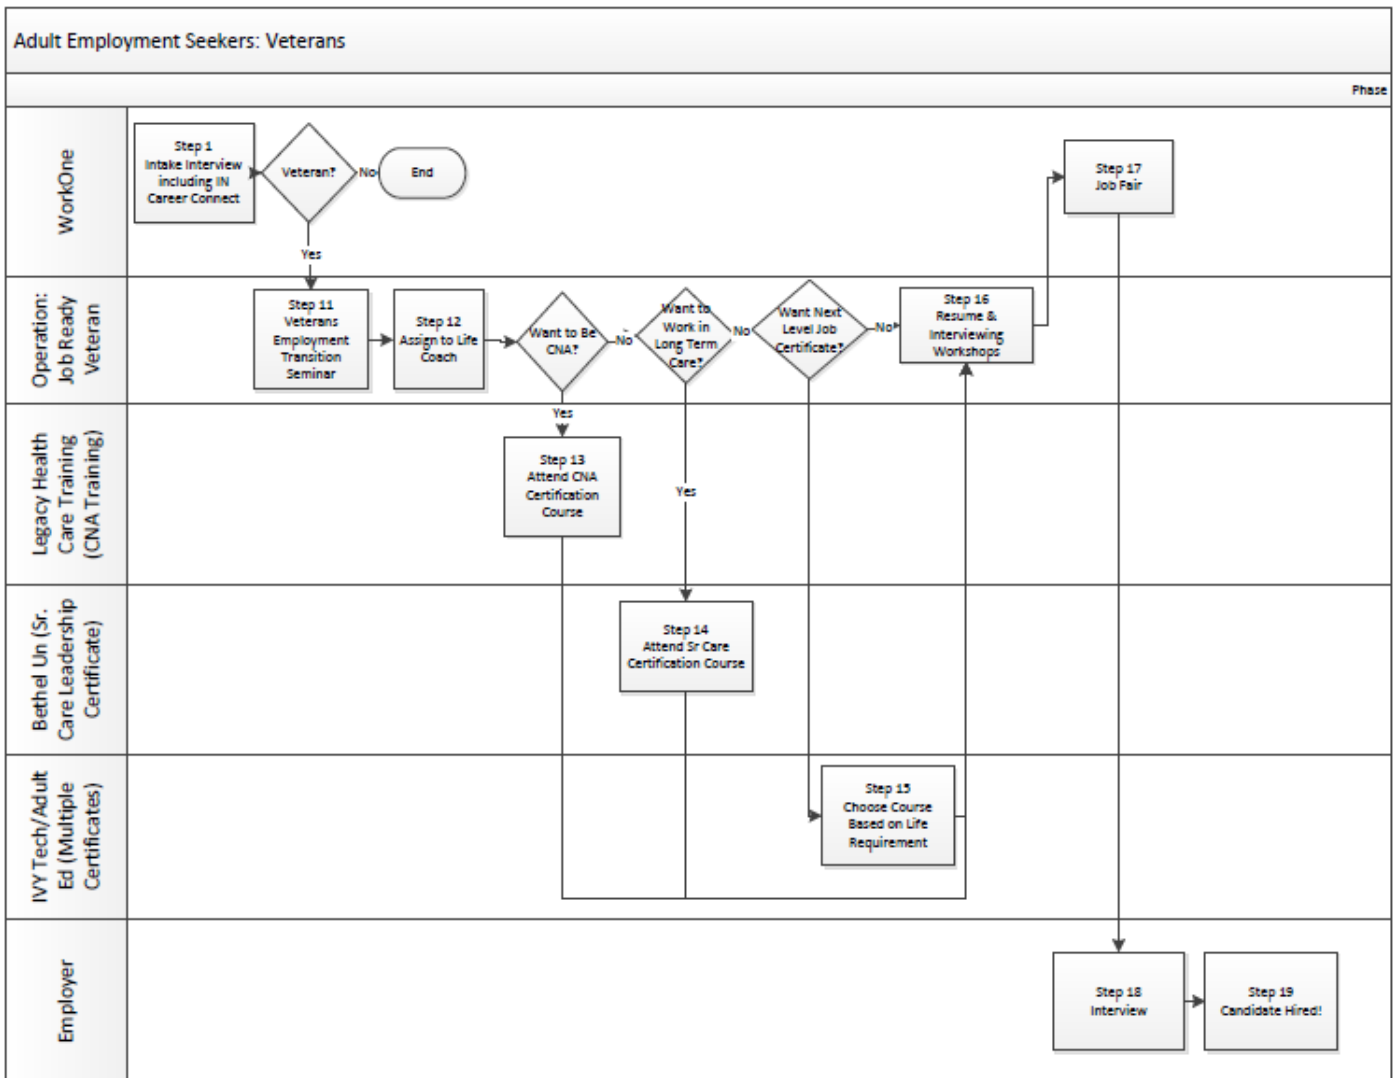 Adult Employment Seekers: Veterans
Phase
WorkOne
Step 1
Intake Interview
including IN
Career Connect
Veteran?
No
End
Yes
Step 17
Job Fair
Operation:
Job Ready
Veteran
Step 11
Veterans
Employment
Transition
Seminar
Step 12
Assign to Life
Coach
Want to Be
CNA?
No
Want to
Work in
Long Term
Care?
No
Want Next
Level Job
Certificate?
No
Step 16
Resume &
Interviewing
Workshops
Yes
Legacy Health
Care Training
(CNA Training)
Step 13
Attend CNA
Certification
Course
Yes
Bethel Un (Sr.
Care Leadership
Certificate)
Step 14
Attend Sr Care
Certification Course
IVY Tech/Adult
Ed (Multiple
Certificates)
Step 15
Choose Course
Based on Life
Requirement
Employer
Step 18
Interview
Step 19
Candidate Hired!